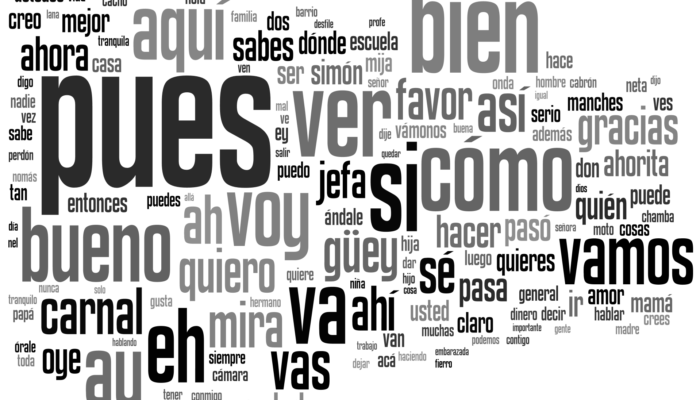 cacho
creo mejor
lana
tranquila
ahora casa
aquí
familia dos
barrio
desfile
profe
sabes dónde escuela
bien
hace
ven
ser simón mija
señor
digo
nadie
vez
sabe
perdón
nomás
tan
pues
entonces
puedes
mal
ve
ey
salir
puedo
ver
dije
vámonos
buena
quedar
favor
onda
hombre cabrón
igual
neta
dijo
así
serio
manches
ves
además
gracias
jefa
si
cómo
don ahorita
dios
quién
puede
chamba
día
nel
bueno
alla
ah
voy
ándale
güey
hija
dar
hijo
cosa
hacer
pasó
señora
moto cosas
luego
quieres
vamos
quiero
quiere
niña
sé
pasa
general
ir
amor
hablar
mamá
crees
madre
nunca
solo
tranquilo
papá
carnal
gusta
hermano
mira
va
ahí
usted
muchas
claro
dinero decir
importante
gente
podemos
contigo
hablando
órale
toda
oye
ay
eh
siempre
cámara
vas
trabajo
van
dejar
acá
haciendo
embarazada
fierro
tener
conmigo